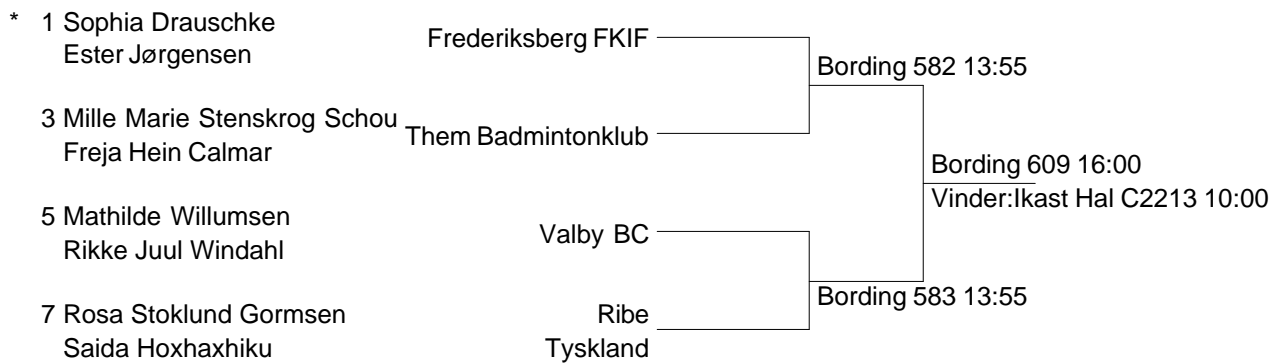 * 1 Sophia Drauschke
Ester Jørgensen
Frederiksberg FKIF
Bording 582 13:55
3 Mille Marie Stenskrog Schou
Freja Hein Calmar
Them Badmintonklub
Bording 609 16:00
Vinder:Ikast Hal C2213 10:00
5 Mathilde Willumsen
Rikke Juul Windahl
Valby BC
Bording 583 13:55
7 Rosa Stoklund Gormsen
Ribe
Saida Hoxhaxhiku
Tyskland